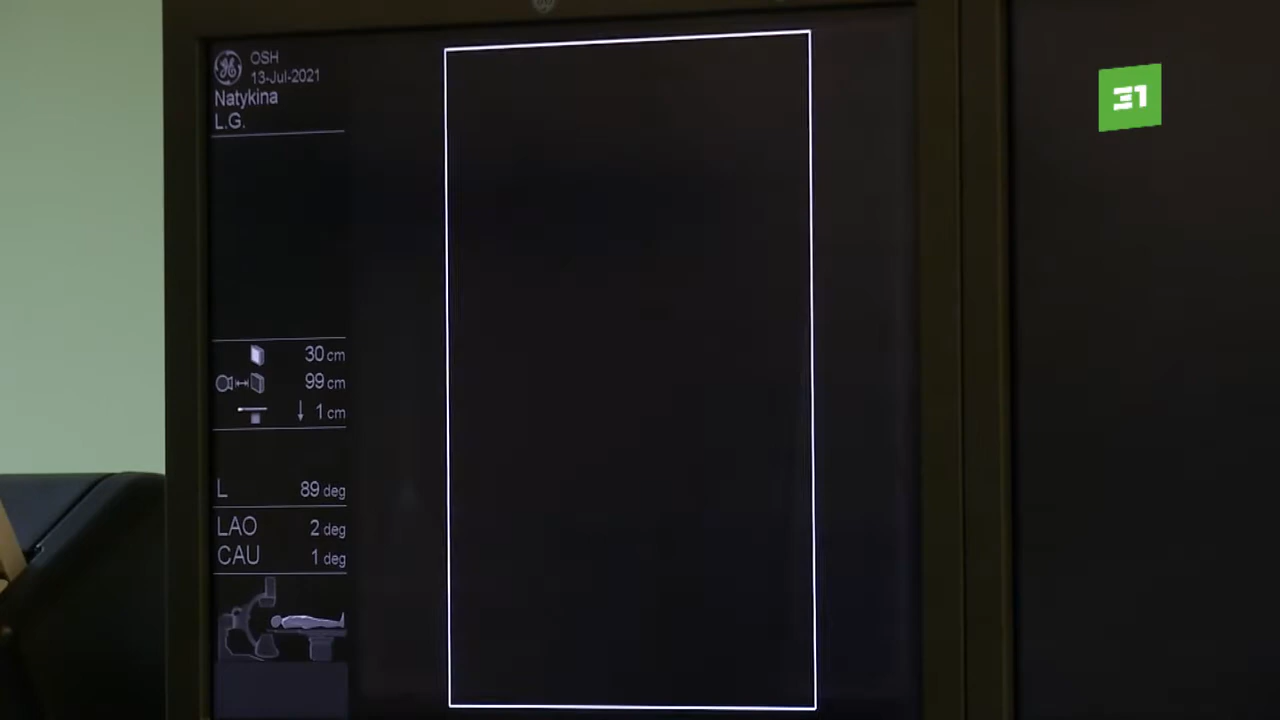 OSH
13-Jul-2021
Natykina
L.G.
30 cm
99 cm
↓ 1 cm
L 89 deg
LAO 2 deg
CAU 1 deg
31